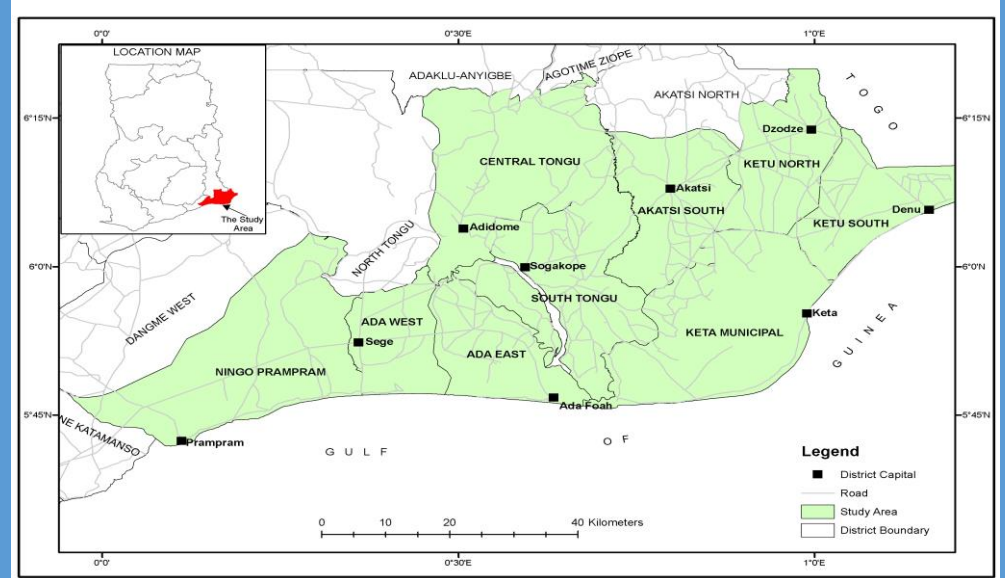 0°0' 0°30'E 1°0'E
LOCATION MAP
The Study
Area
ADAKLU-ANYIGBE
AGOTIME ZIOPE
AKATSI NORTH
TOGO
6°15'N 6°15'N
Dzodze
CENTRAL TONGU
KETU NORTH
Akatsi
AKATSI SOUTH
Denu
KETU SOUTH
Adidome
NORTH TONGU
6°0'N 6°0'N
Sogakope
SOUTH TONGU
DANGME WEST
ADA WEST
Keta
KETA MUNICIPAL
GUINEA
Sege
ADA EAST
NINGO PRAMPRAM
Ada Foah
5°45'N 5°45'N
NE KATAMANSO
Prampram
GULF OF
Legend
District Capital
Road
Study Area
District Boundary
0 10 20 40 Kilometers
0°0' 0°30'E 1°0'E